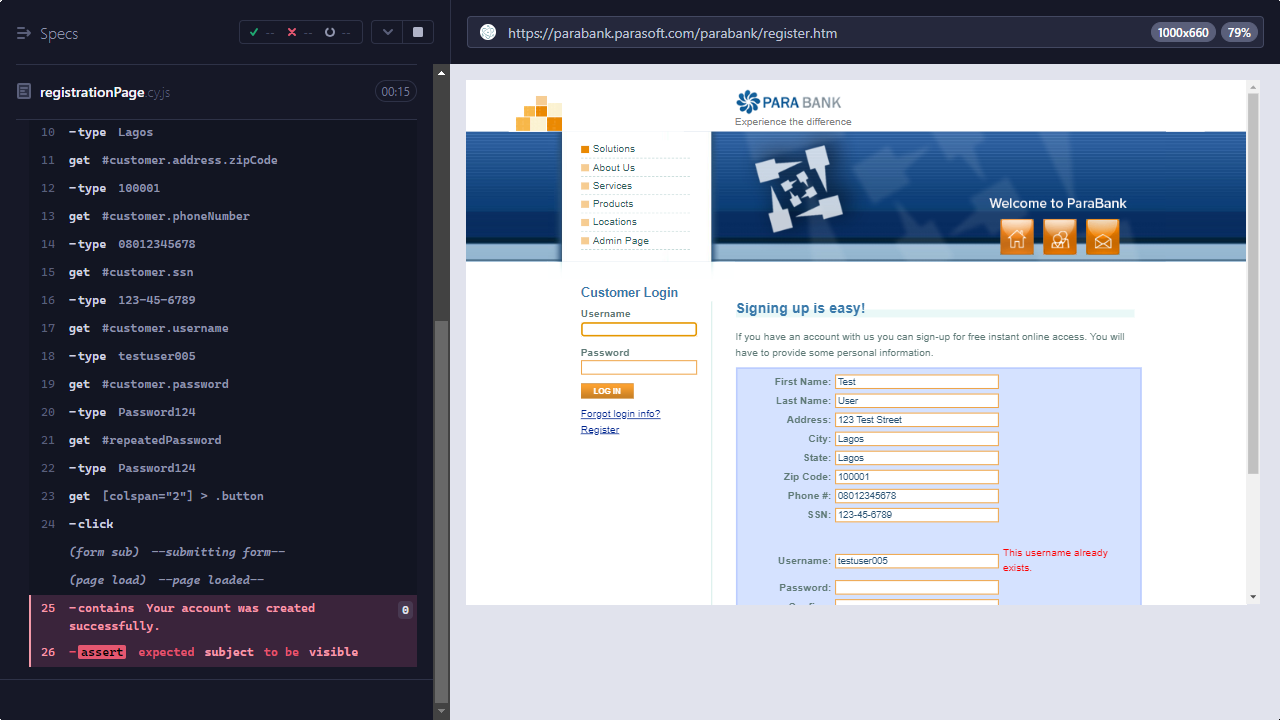 Specs
-- -- --
https://parabank.parasoft.com/parabank/register.htm
1000x660
79%
registrationPage.cy.js
00:15
10 -type Lagos
11 get #customer.address.zipCode
12 -type 100001
13 get #customer.phoneNumber
14 -type 08012345678
15 get #customer.ssn
16 -type 123-45-6789
17 get #customer.username
18 -type testuser005
19 get #customer.password
20 -type Password124
21 get #repeatedPassword
22 -type Password124
23 get [colspan="2"] > .button
24 -click
(form sub) --submitting form--
(page load) --page loaded--
25 -contains Your account was created
successfully.
0
26 -assert expected subject to be visible
PARA BANK
Experience the difference
Solutions
About Us
Services
Products
Locations
Admin Page
Welcome to ParaBank
Customer Login
Username
Password
LOG IN
Forgot login info?
Register
Signing up is easy!
If you have an account with us you can sign-up for free instant online access. You will
have to provide some personal information.
First Name: Test
Last Name: User
Address: 123 Test Street
City: Lagos
State: Lagos
Zip Code: 100001
Phone #: 08012345678
SSN: 123-45-6789
Username: testuser005 This username already
exists.
Password: